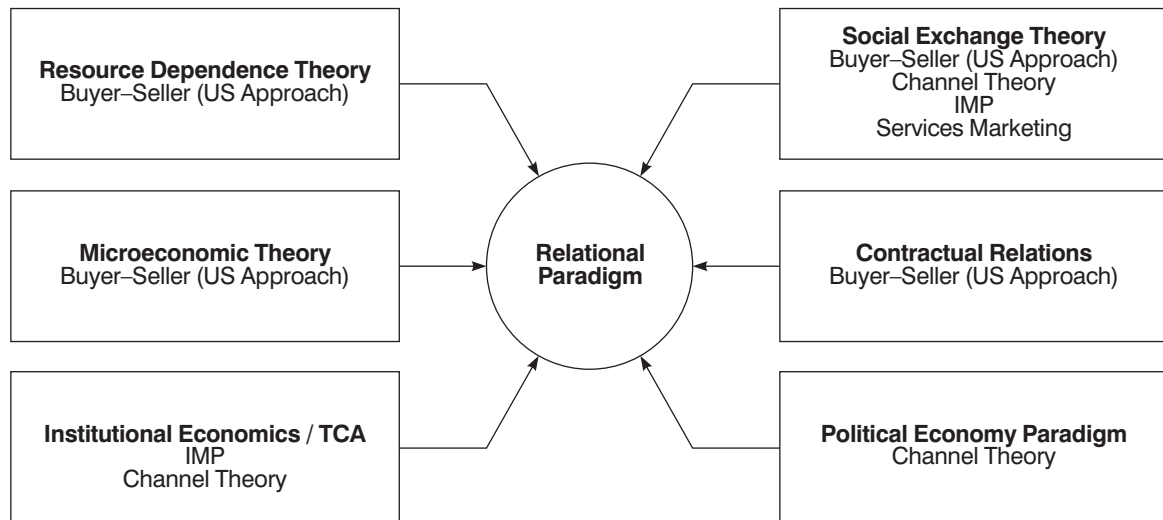 Resource Dependence Theory
Buyer–Seller (US Approach)
Social Exchange Theory
Buyer–Seller (US Approach)
Channel Theory
IMP
Services Marketing
Microeconomic Theory
Buyer–Seller (US Approach)
Relational
Paradigm
Contractual Relations
Buyer–Seller (US Approach)
Institutional Economics / TCA
IMP
Channel Theory
Political Economy Paradigm
Channel Theory